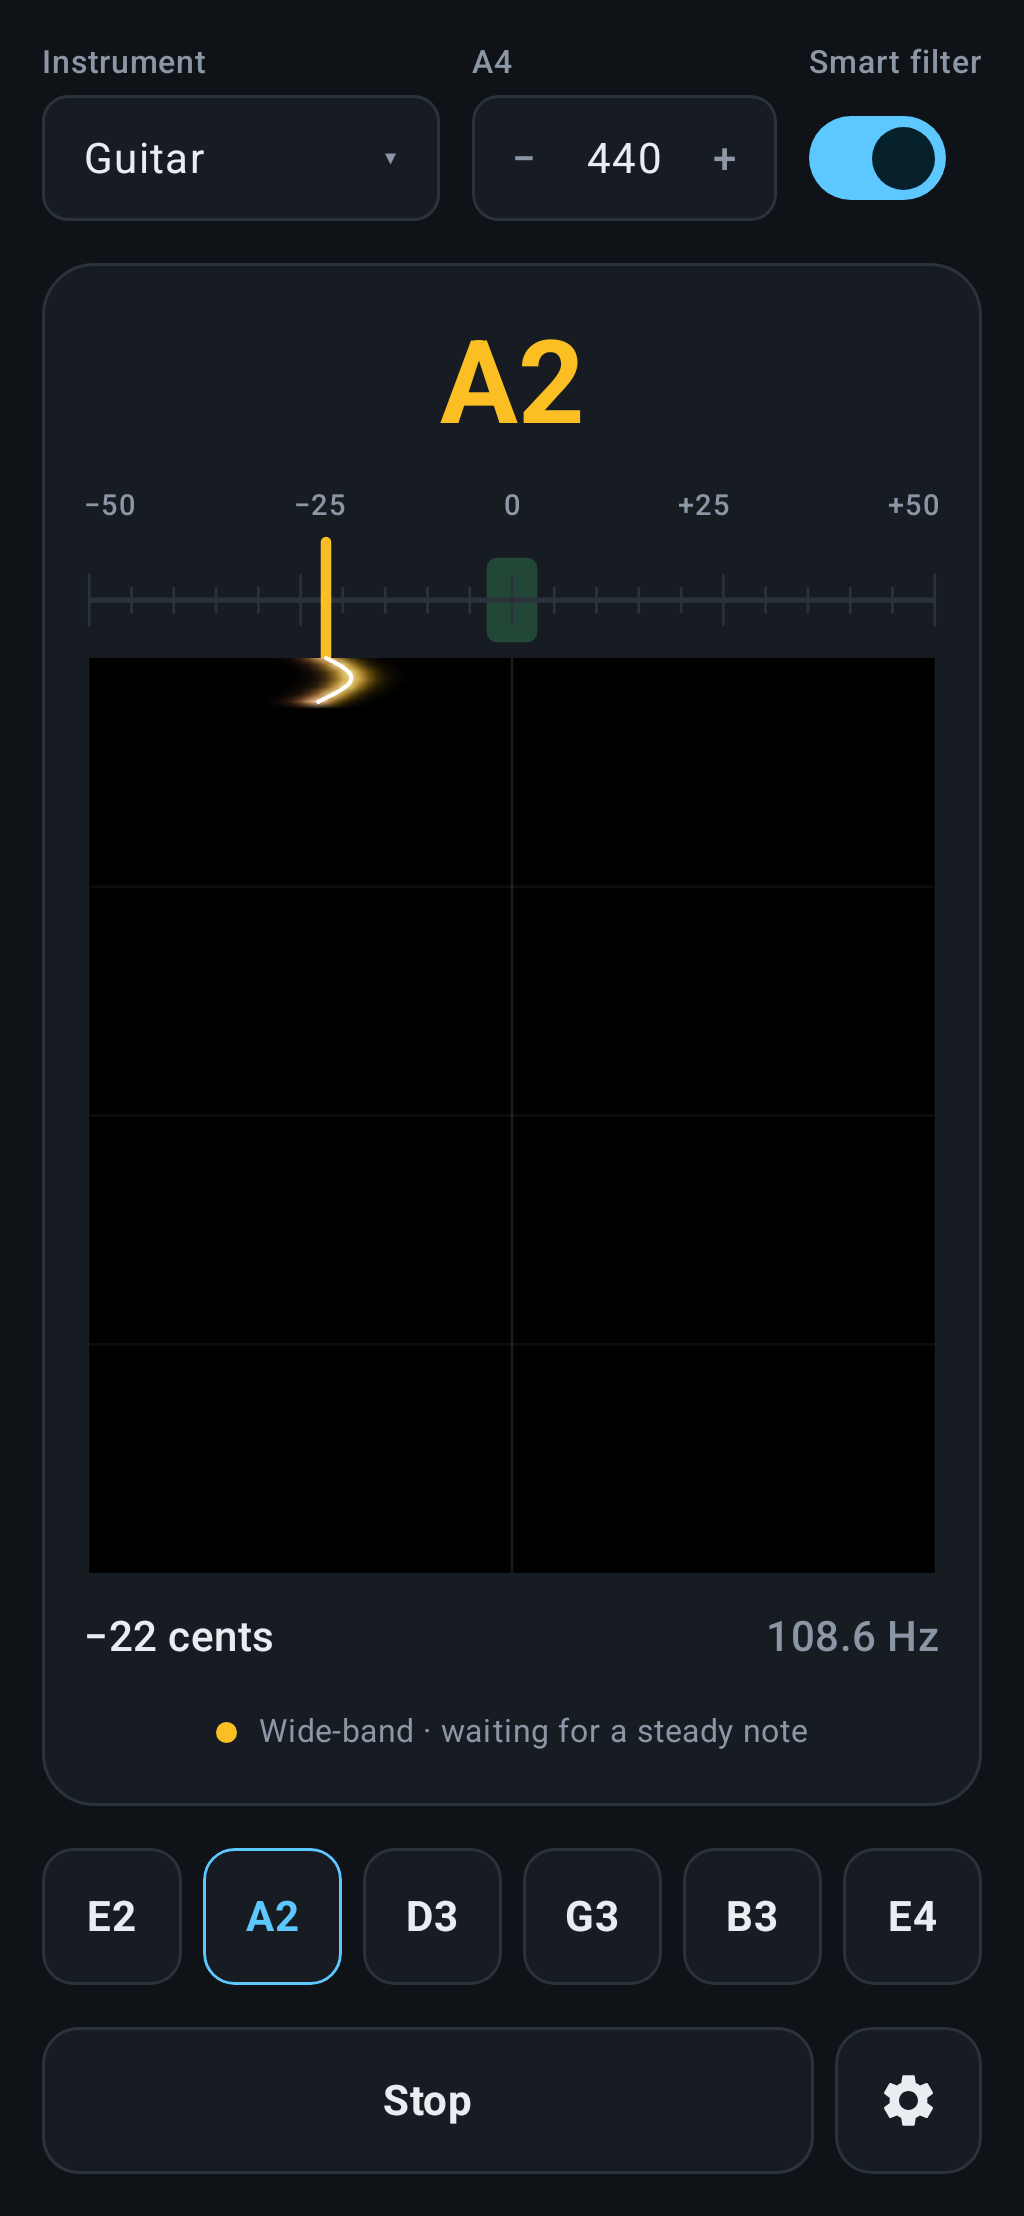 Instrument A4 Smart filter
Guitar ▾ − 440 +
A2
−50 −25 0 +25 +50
−22 cents 108.6 Hz
Wide-band · waiting for a steady note
E2 A2 D3 G3 B3 E4
Stop